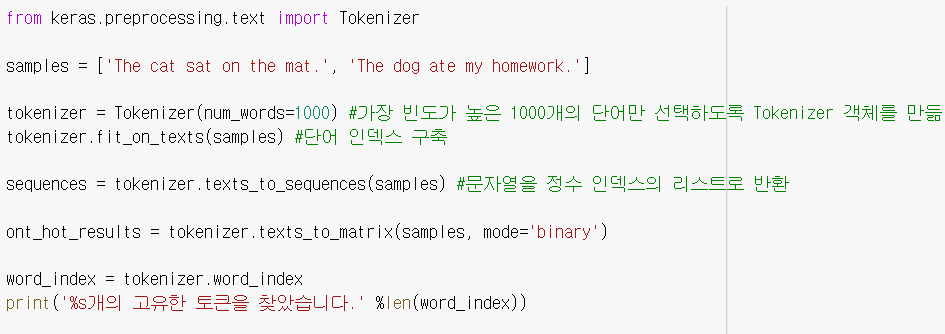 from keras.preprocessing.text import Tokenizer
samples = ['The cat sat on the mat.', 'The dog ate my homework.']
tokenizer = Tokenizer(num_words=1000) #가장 빈도가 높은 1000개의 단어만 선택하도록 Tokenizer 객체를 만듦
tokenizer.fit_on_texts(samples) #단어 인덱스 구축
sequences = tokenizer.texts_to_sequences(samples) #문자열을 정수 인덱스의 리스트로 반환
ont_hot_results = tokenizer.texts_to_matrix(samples, mode='binary')
word_index = tokenizer.word_index
print('%s개의 고유한 토큰을 찾았습니다.' %len(word_index))